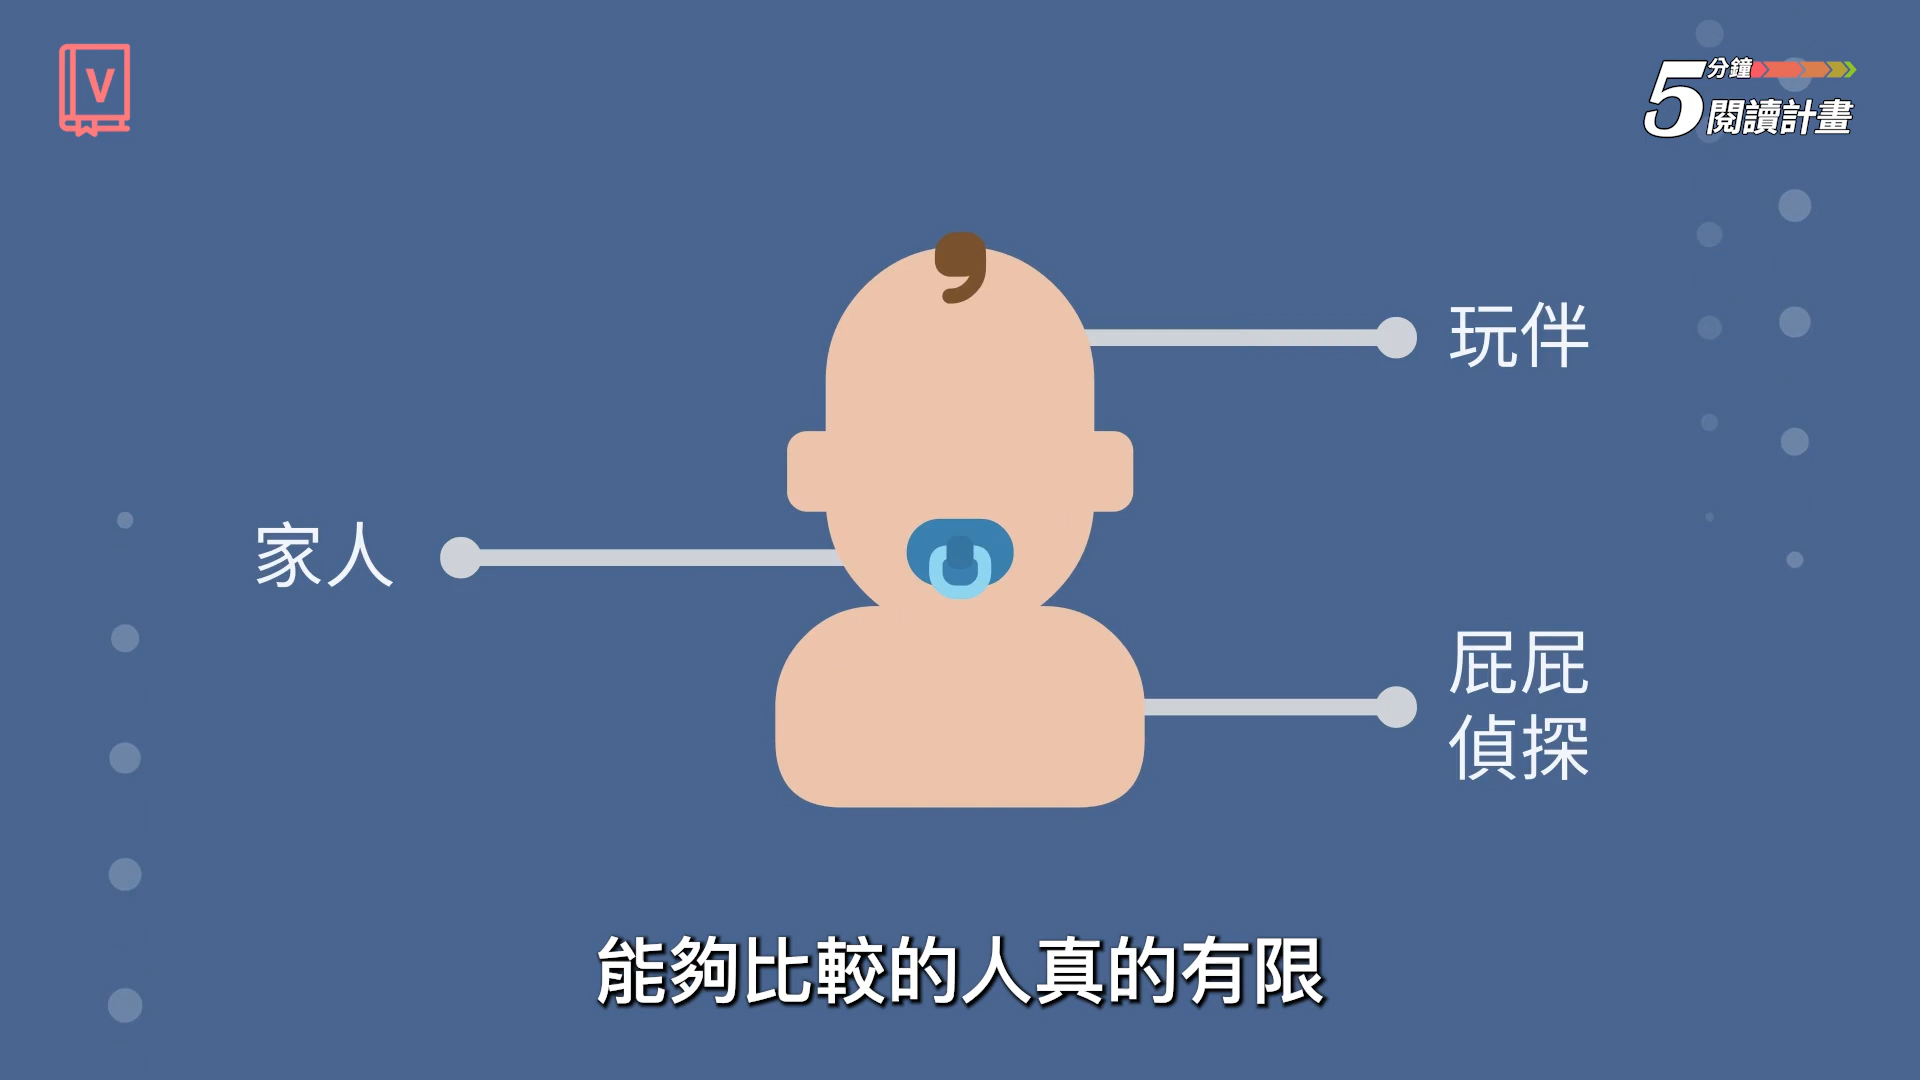 V
5分鐘
閱讀計畫
玩伴
家人
屁屁
偵探
能夠比較的人真的有限